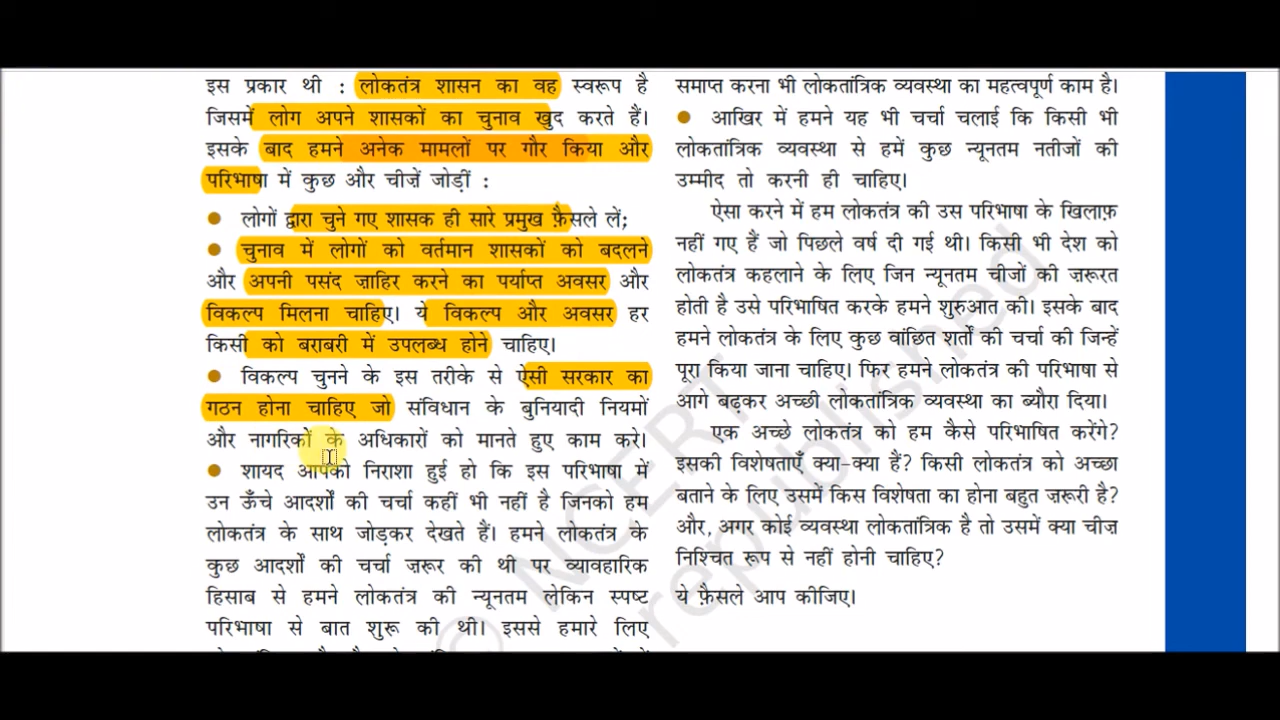 इस प्रकार थी : लोकतंत्र शासन का वह स्वरूप है
जिसमें लोग अपने शासकों का चुनाव खुद करते हैं।
इसके बाद हमने अनेक मामलों पर गौर किया और
परिभाषा में कुछ और चीज़ें जोड़ीं :
● लोगों द्वारा चुने गए शासक ही सारे प्रमुख फ़ैसले लें;
● चुनाव में लोगों को वर्तमान शासकों को बदलने
और अपनी पसंद ज़ाहिर करने का पर्याप्त अवसर और
विकल्प मिलना चाहिए। ये विकल्प और अवसर हर
किसी को बराबरी में उपलब्ध होने चाहिए।
● विकल्प चुनने के इस तरीके से ऐसी सरकार का
गठन होना चाहिए जो संविधान के बुनियादी नियमों
और नागरिकों के अधिकारों को मानते हुए काम करे।
● शायद आपको निराशा हुई हो कि इस परिभाषा में
उन ऊँचे आदर्शों की चर्चा कहीं भी नहीं है जिनको हम
लोकतंत्र के साथ जोड़कर देखते हैं। हमने लोकतंत्र के
कुछ आदर्शों की चर्चा ज़रूर की थी पर व्यावहारिक
हिसाब से हमने लोकतंत्र की न्यूनतम लेकिन स्पष्ट
परिभाषा से बात शुरू की थी। इससे हमारे लिए
समाप्त करना भी लोकतांत्रिक व्यवस्था का महत्वपूर्ण काम है।
● आखिर में हमने यह भी चर्चा चलाई कि किसी भी
लोकतांत्रिक व्यवस्था से हमें कुछ न्यूनतम नतीजों की
उम्मीद तो करनी ही चाहिए।
ऐसा करने में हम लोकतंत्र की उस परिभाषा के खिलाफ़
नहीं गए हैं जो पिछले वर्ष दी गई थी। किसी भी देश को
लोकतंत्र कहलाने के लिए जिन न्यूनतम चीजों की ज़रूरत
होती है उसे परिभाषित करके हमने शुरुआत की। इसके बाद
हमने लोकतंत्र के लिए कुछ वांछित शर्तों की चर्चा की जिन्हें
पूरा किया जाना चाहिए। फिर हमने लोकतंत्र की परिभाषा से
आगे बढ़कर अच्छी लोकतांत्रिक व्यवस्था का ब्यौरा दिया।
एक अच्छे लोकतंत्र को हम कैसे परिभाषित करेंगे?
इसकी विशेषताएँ क्या-क्या हैं? किसी लोकतंत्र को अच्छा
बताने के लिए उसमें किस विशेषता का होना बहुत ज़रूरी है?
और, अगर कोई व्यवस्था लोकतांत्रिक है तो उसमें क्या चीज़
निश्चित रूप से नहीं होनी चाहिए?
ये फ़ैसले आप कीजिए।
© NCERT
republished